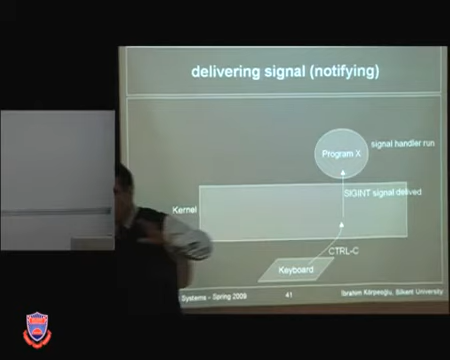 delivering signal (notifying)
Program X
signal handler run
SIGINT signal delived
Kernel
CTRL-C
Keyboard
Systems - Spring 2009
41
Ibrahim Körpeoğlu, Bilkent University